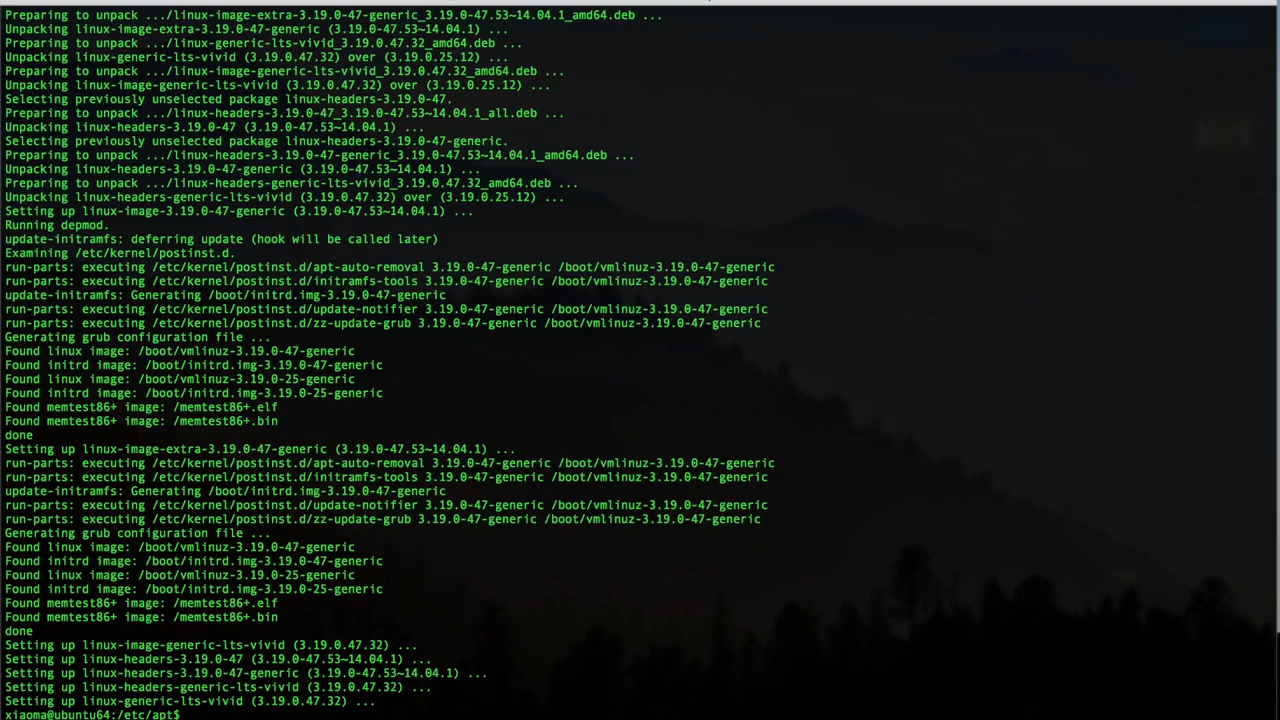 Preparing to unpack .../linux-image-extra-3.19.0-47-generic_3.19.0-47.53~14.04.1_amd64.deb ...
Unpacking linux-image-extra-3.19.0-47-generic (3.19.0-47.53~14.04.1) ...
Preparing to unpack .../linux-generic-lts-vivid_3.19.0.47.32_amd64.deb ...
Unpacking linux-generic-lts-vivid (3.19.0.47.32) over (3.19.0.25.12) ...
Preparing to unpack .../linux-image-generic-lts-vivid_3.19.0.47.32_amd64.deb ...
Unpacking linux-image-generic-lts-vivid (3.19.0.47.32) over (3.19.0.25.12) ...
Selecting previously unselected package linux-headers-3.19.0-47.
Preparing to unpack .../linux-headers-3.19.0-47_3.19.0-47.53~14.04.1_all.deb ...
Unpacking linux-headers-3.19.0-47 (3.19.0-47.53~14.04.1) ...
Selecting previously unselected package linux-headers-3.19.0-47-generic.
Preparing to unpack .../linux-headers-3.19.0-47-generic_3.19.0-47.53~14.04.1_amd64.deb ...
Unpacking linux-headers-3.19.0-47-generic (3.19.0-47.53~14.04.1) ...
Preparing to unpack .../linux-headers-generic-lts-vivid_3.19.0.47.32_amd64.deb ...
Unpacking linux-headers-generic-lts-vivid (3.19.0.47.32) over (3.19.0.25.12) ...
Setting up linux-image-3.19.0-47-generic (3.19.0-47.53~14.04.1) ...
Running depmod.
update-initramfs: deferring update (hook will be called later)
Examining /etc/kernel/postinst.d.
run-parts: executing /etc/kernel/postinst.d/apt-auto-removal 3.19.0-47-generic /boot/vmlinuz-3.19.0-47-generic
run-parts: executing /etc/kernel/postinst.d/initramfs-tools 3.19.0-47-generic /boot/vmlinuz-3.19.0-47-generic
update-initramfs: Generating /boot/initrd.img-3.19.0-47-generic
run-parts: executing /etc/kernel/postinst.d/update-notifier 3.19.0-47-generic /boot/vmlinuz-3.19.0-47-generic
run-parts: executing /etc/kernel/postinst.d/zz-update-grub 3.19.0-47-generic /boot/vmlinuz-3.19.0-47-generic
Generating grub configuration file ...
Found linux image: /boot/vmlinuz-3.19.0-47-generic
Found initrd image: /boot/initrd.img-3.19.0-47-generic
Found linux image: /boot/vmlinuz-3.19.0-25-generic
Found initrd image: /boot/initrd.img-3.19.0-25-generic
Found memtest86+ image: /memtest86+.elf
Found memtest86+ image: /memtest86+.bin
done
Setting up linux-image-extra-3.19.0-47-generic (3.19.0-47.53~14.04.1) ...
run-parts: executing /etc/kernel/postinst.d/apt-auto-removal 3.19.0-47-generic /boot/vmlinuz-3.19.0-47-generic
run-parts: executing /etc/kernel/postinst.d/initramfs-tools 3.19.0-47-generic /boot/vmlinuz-3.19.0-47-generic
update-initramfs: Generating /boot/initrd.img-3.19.0-47-generic
run-parts: executing /etc/kernel/postinst.d/update-notifier 3.19.0-47-generic /boot/vmlinuz-3.19.0-47-generic
run-parts: executing /etc/kernel/postinst.d/zz-update-grub 3.19.0-47-generic /boot/vmlinuz-3.19.0-47-generic
Generating grub configuration file ...
Found linux image: /boot/vmlinuz-3.19.0-47-generic
Found initrd image: /boot/initrd.img-3.19.0-47-generic
Found linux image: /boot/vmlinuz-3.19.0-25-generic
Found initrd image: /boot/initrd.img-3.19.0-25-generic
Found memtest86+ image: /memtest86+.elf
Found memtest86+ image: /memtest86+.bin
done
Setting up linux-image-generic-lts-vivid (3.19.0.47.32) ...
Setting up linux-headers-3.19.0-47 (3.19.0-47.53~14.04.1) ...
Setting up linux-headers-3.19.0-47-generic (3.19.0-47.53~14.04.1) ...
Setting up linux-headers-generic-lts-vivid (3.19.0.47.32) ...
Setting up linux-generic-lts-vivid (3.19.0.47.32) ...
xiaoma@ubuntu64:/etc/apt$